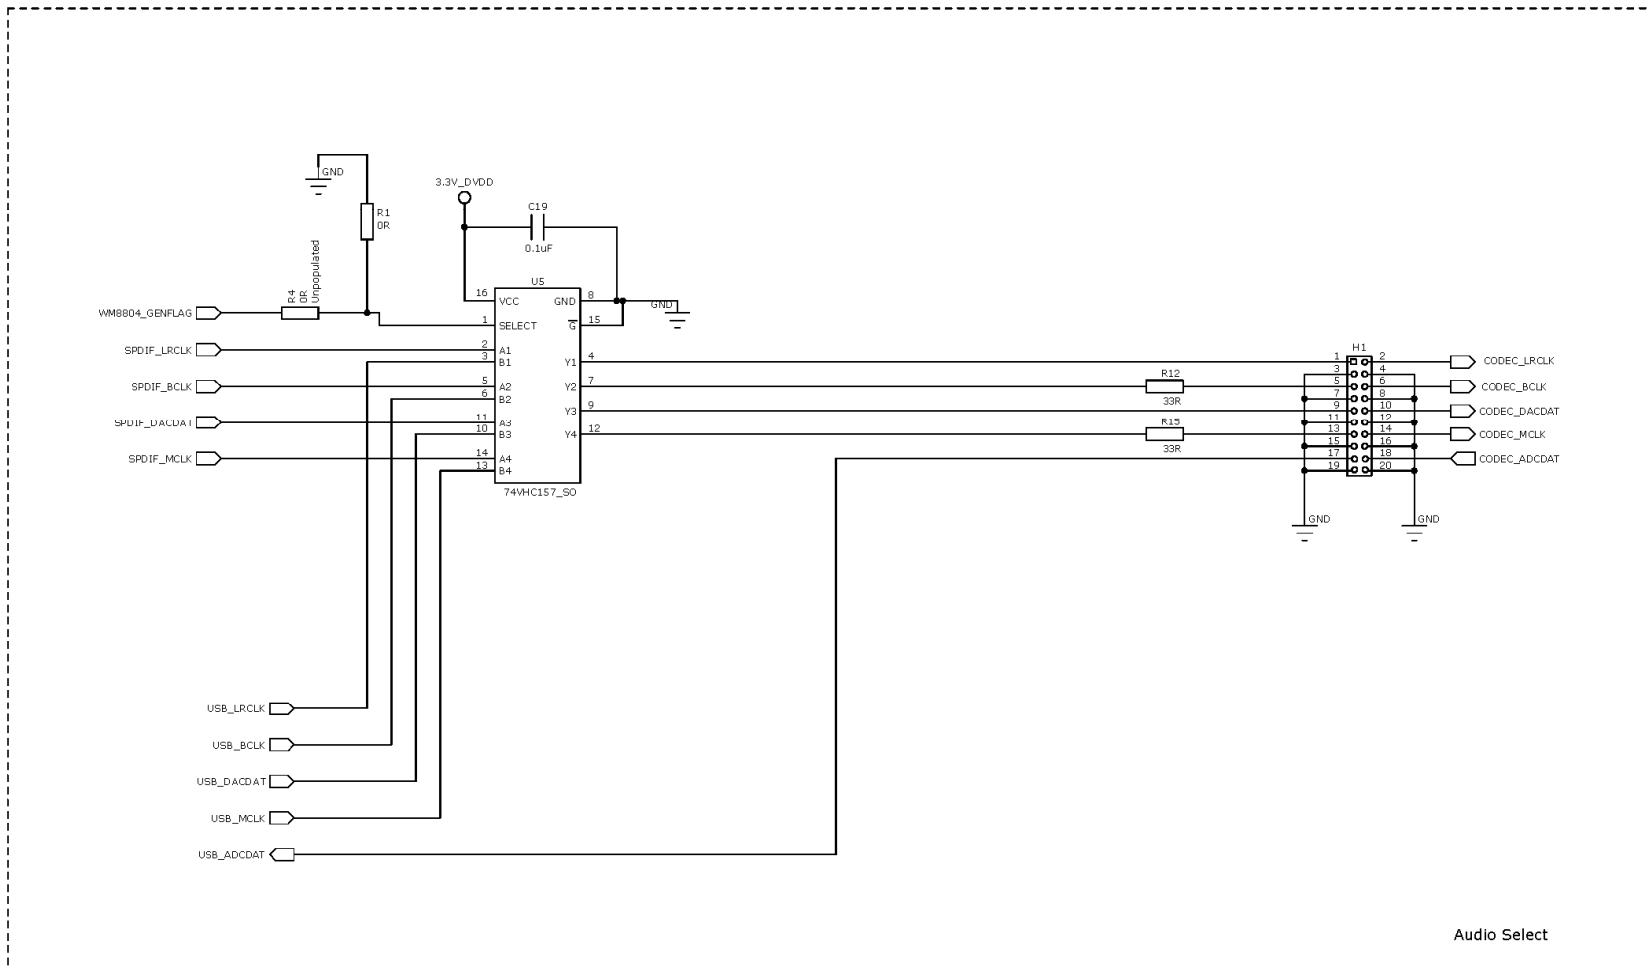 GND
R1
0R
3.3V_DVDD
C19
0.1uF
R4
0R
Unpopulated
U5
16 VCC GND 8
GND
WM8804_GENFLAG
1 SELECT G 15
SPDIF_LRCLK
2 A1
3 B1 Y1 4
SPDIF_BCLK
5 A2 Y2 7
6 B2
Y3 9
SPDIF_DACDAT
11 A3
10 B3 Y4 12
SPDIF_MCLK
14 A4
13 B4
74VHC157_SO
R12
33R
R15
33R
H1
1 2 CODEC_LRCLK
3 4
5 6 CODEC_BCLK
7 8
9 10 CODEC_DACDAT
11 12
13 14 CODEC_MCLK
15 16
17 18 CODEC_ADCDAT
19 20
GND GND
USB_LRCLK
USB_BCLK
USB_DACDAT
USB_MCLK
USB_ADCDAT
Audio Select